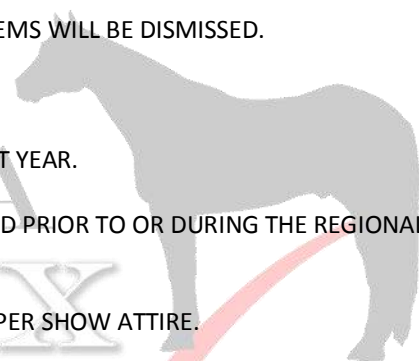 EMS WILL BE DISMISSED.
T YEAR.
D PRIOR TO OR DURING THE REGIONAL
PER SHOW ATTIRE.
A
X